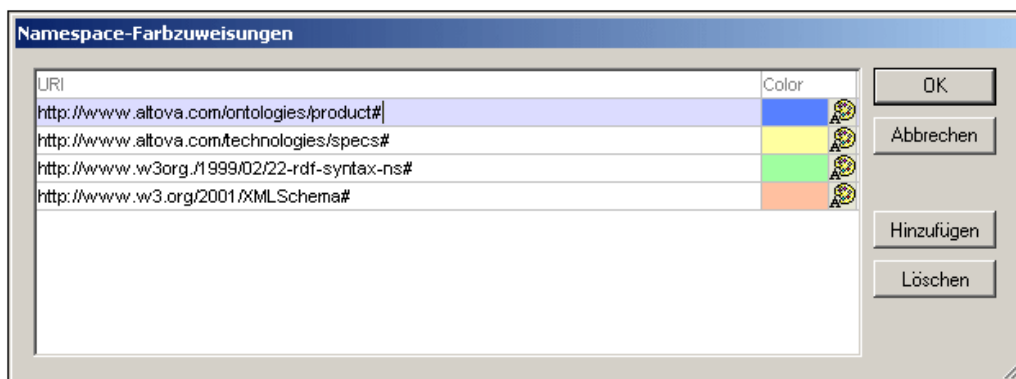 Namespace-Farbzuweisungen
URI Color
http://www.altova.com/ontologies/product#
http://www.altova.com/technologies/specs#
http://www.w3org./1999/02/22-rdf-syntax-ns#
http://www.w3.org/2001/XMLSchema#
OK
Abbrechen
Hinzufügen
Löschen